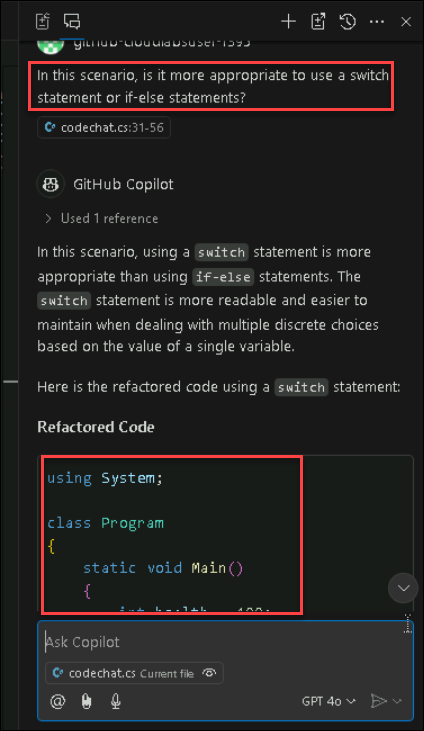 github-cloudlabsuser-1395
In this scenario, is it more appropriate to use a switch
statement or if-else statements?
codechat.cs:31-56
GitHub Copilot
Used 1 reference
In this scenario, using a switch statement is more
appropriate than using if-else statements. The
switch statement is more readable and easier to
maintain when dealing with multiple discrete choices
based on the value of a single variable.
Here is the refactored code using a switch statement:
Refactored Code
using System;
class Program
{
static void Main()
{
int health = 100;
Ask Copilot
codechat.cs Current file
GPT 4o